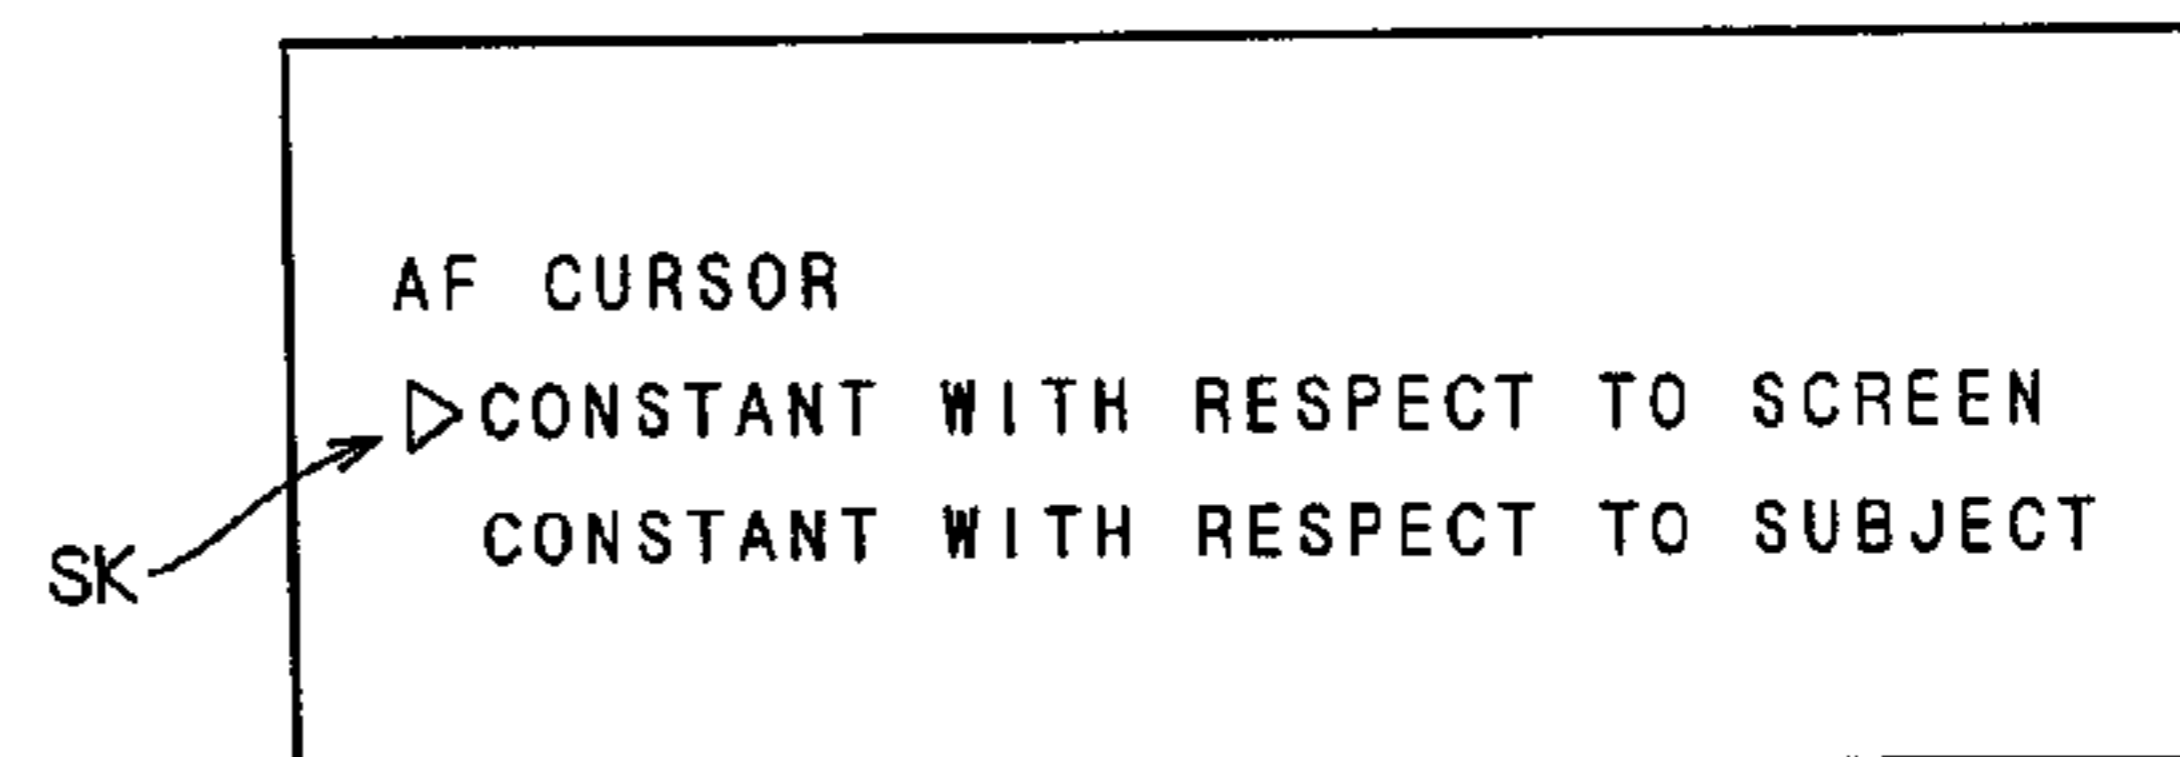 AF CURSOR
▷CONSTANT WITH RESPECT TO SCREEN
CONSTANT WITH RESPECT TO SUBJECT
SK